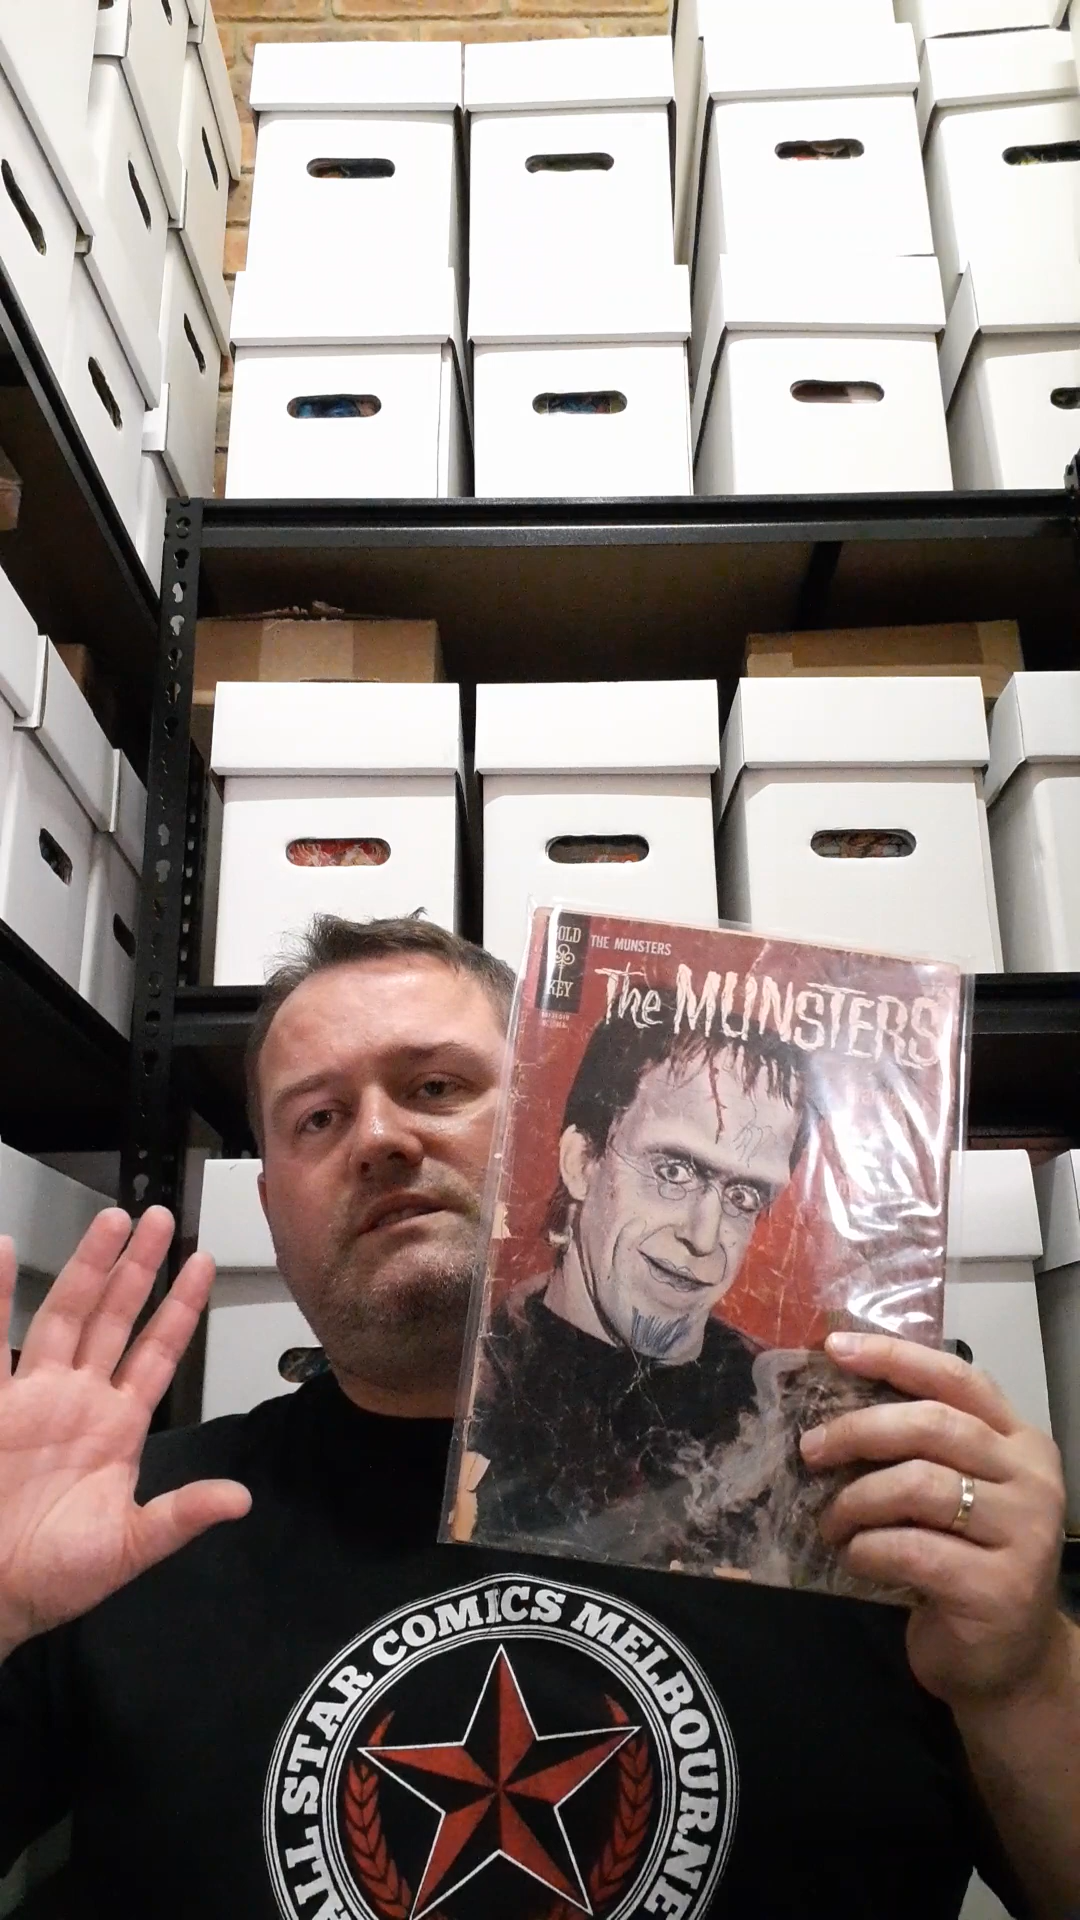 GOLD
KEY
THE MUNSTERS
The MUNSTERS
ALL STAR COMICS MELBOURNE